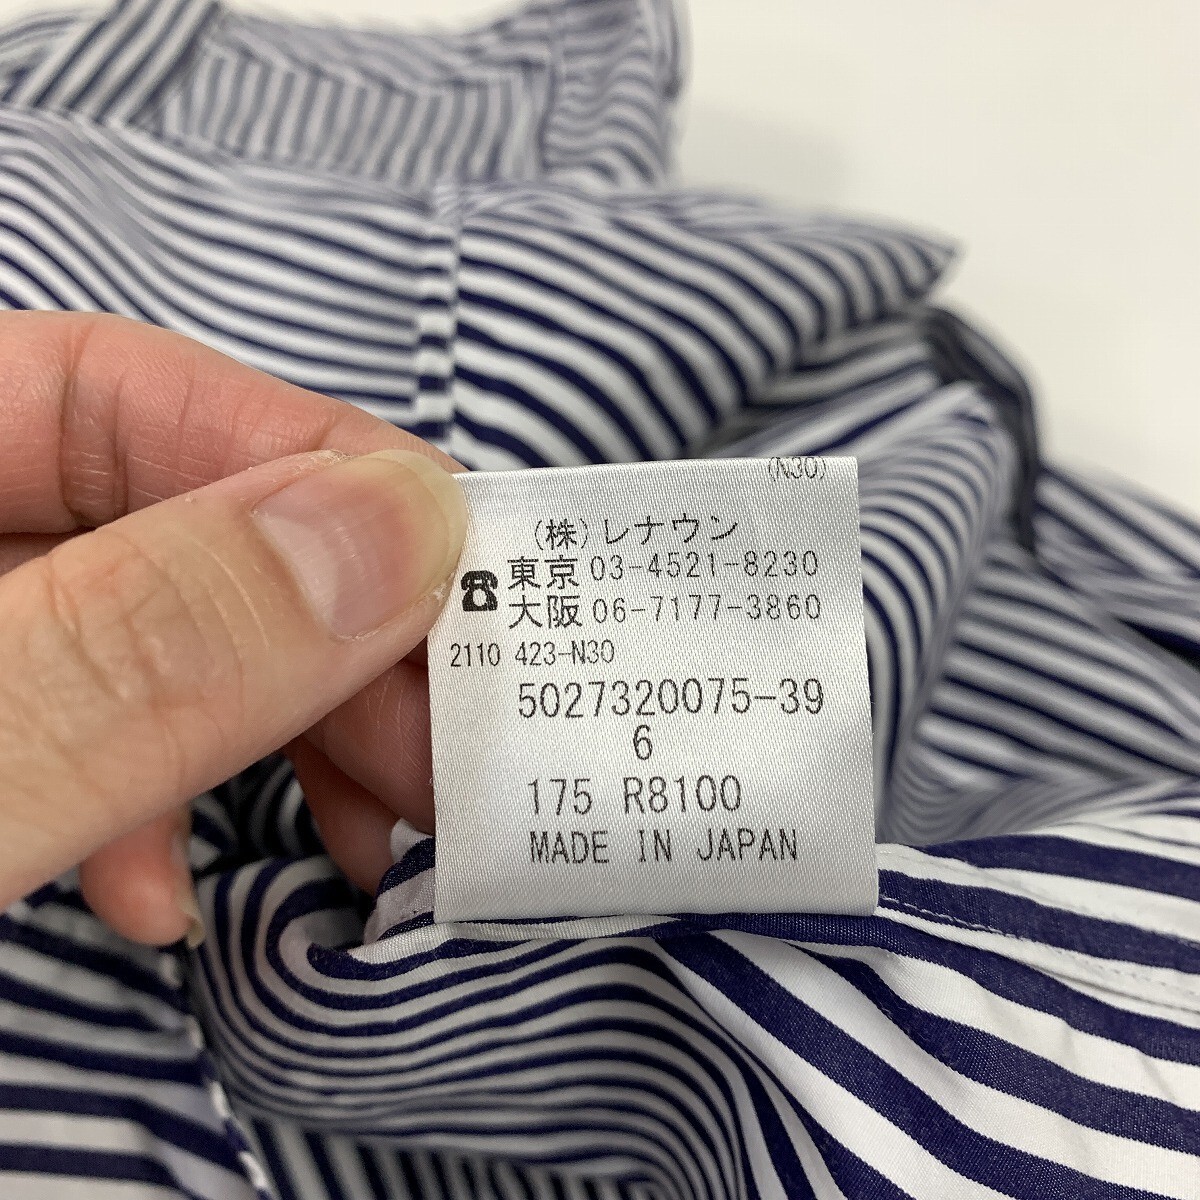 (N30)
(株)レナウン
☎東京 03-4521-8230
大阪 06-7177-3860
2110 423-N30
5027320075-39
6
175 R8100
MADE IN JAPAN